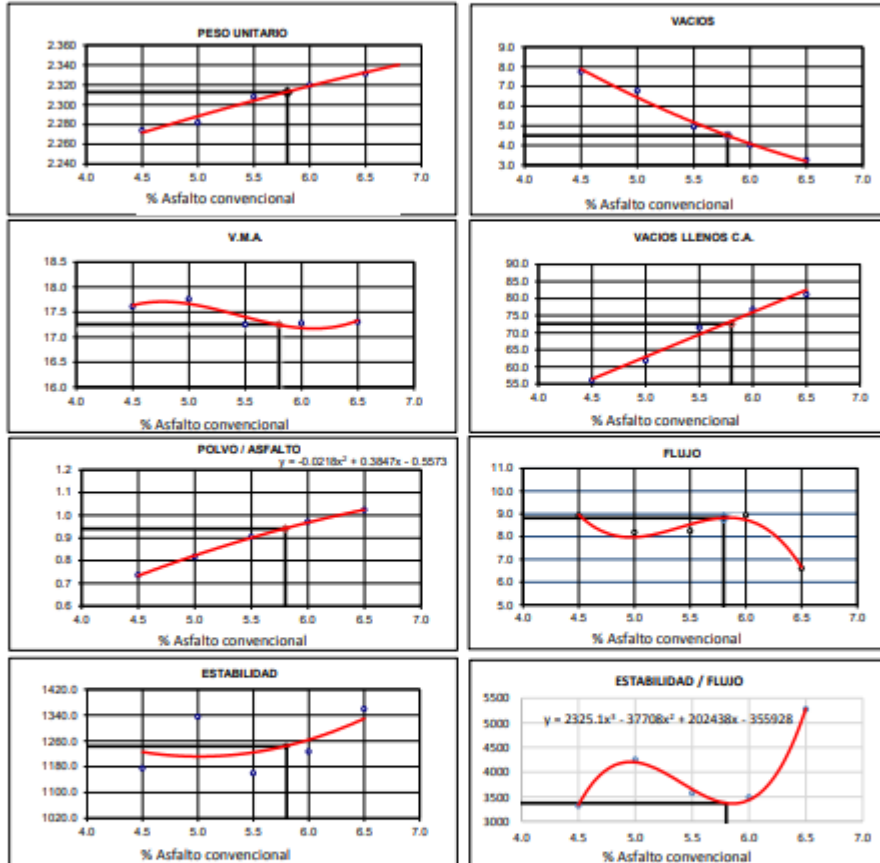 PESO UNITARIO
2.360
2.340
2.320
2.300
2.280
2.260
2.240
4.0 4.5 5.0 5.5 6.0 6.5 7.0
% Asfalto convencional
VACIOS
9.0
8.0
7.0
6.0
5.0
4.0
3.0
4.0 4.5 5.0 5.5 6.0 6.5 7.0
% Asfalto convencional
V.M.A.
18.5
18.0
17.5
17.0
16.5
16.0
4.0 4.5 5.0 5.5 6.0 6.5 7.0
% Asfalto convencional
VACIOS LLENOS C.A.
90.0
85.0
80.0
75.0
70.0
65.0
60.0
55.0
4.0 4.5 5.0 5.5 6.0 6.5 7.0
% Asfalto convencional
POLVO / ASFALTO
y = -0.0218x² + 0.3847x - 0.5573
1.2
1.1
1.0
0.9
0.8
0.7
0.6
4.0 4.5 5.0 5.5 6.0 6.5 7.0
% Asfalto convencional
FLUJO
11.0
10.0
9.0
8.0
7.0
6.0
5.0
4.0 4.5 5.0 5.5 6.0 6.5 7.0
% Asfalto convencional
ESTABILIDAD
1420.0
1340.0
1260.0
1180.0
1100.0
1020.0
4.0 4.5 5.0 5.5 6.0 6.5 7.0
% Asfalto convencional
ESTABILIDAD / FLUJO
y = 2325.1x³ - 37708x² + 202438x - 355928
5500
5000
4500
4000
3500
3000
4.0 4.5 5.0 5.5 6.0 6.5 7.0
% Asfalto convencional